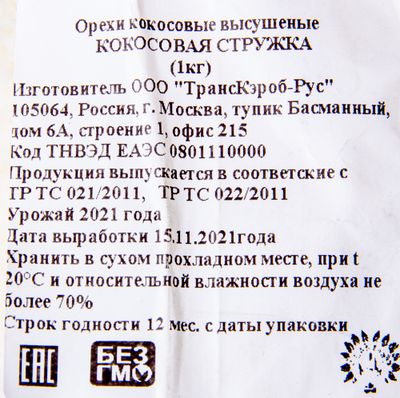 Орехи кокосовые высушеные
КОКОСОВАЯ СТРУЖКА
(1кг)
Изготовитель ООО "ТрансКэроб-Рус"
105064, Россия, г. Москва, тупик Басманный,
дом 6А, строение 1, офис 215
Код ТНВЭД ЕАЭС 0801110000
Продукция выпускается в соответские с
ТР ТС 021/2011, ТР ТС 022/2011
Урожай 2021 года
Дата выработки 15.11.2021года
Хранить в сухом прохладном месте, при t
20°С и относительной влажности воздуха не
более 70%
Строк годности 12 мес. с даты упаковки
ЕАС БЕЗ
ГМО